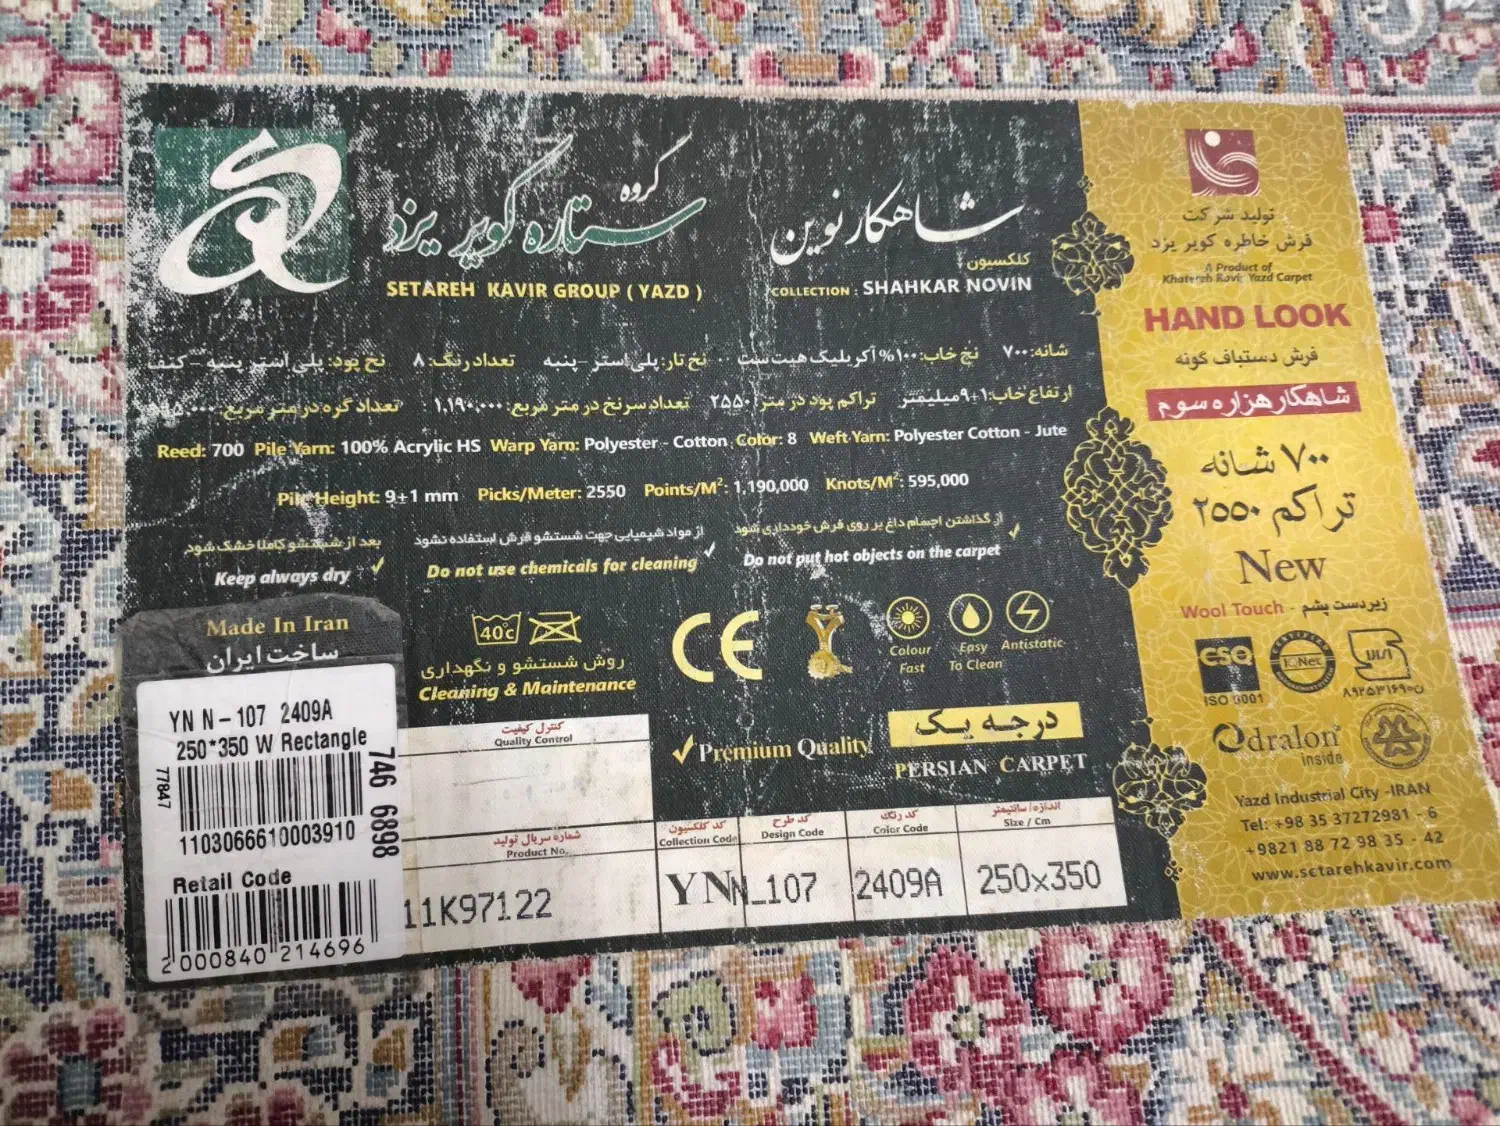 گروه
ستاره کویر یزد
SETAREH KAVIR GROUP ( YAZD )
شاهکار نوین
کلکسیون
COLLECTION : SHAHKAR NOVIN
شانه: ۷۰۰ نخ خاب: ۱۰۰% آکریلیک هیت ست نخ تار: پلی استر - پنبه تعداد رنگ: ۸ نخ پود: پلی استر پنبه - کنف
ارتفاع خاب: ۱+۹ میلیمتر تراکم پود در متر: ۲۵۵۰ تعداد سرنخ در متر مربع: ۱,۱۹۰,۰۰۰ تعداد گره در متر مربع:
Reed: 700 Pile Yarn: 100% Acrylic HS Warp Yarn: Polyester - Cotton Color: 8 Weft Yarn: Polyester Cotton - Jute
Pile Height: 9+1 mm Picks/Meter: 2550 Points/M²: 1,190,000 Knots/M²: 595,000
از گذاشتن اجسام داغ بر روی فرش خودداری شود
Do not put hot objects on the carpet
از مواد شیمیایی جهت شستشو فرش استفاده نشود
Do not use chemicals for cleaning
بعد از شستشو کاملا خشک شود
Keep always dry
Made In Iran
ساخت ایران
40°c
روش شستشو و نگهداری
Cleaning & Maintenance
CE
Colour
Fast
Easy
To Clean
Antistatic
کنترل کیفیت
Quality Control
Premium Quality
درجه یک
PERSIAN CARPET
شماره سریال تولید
Product No.
11K97122
کد کلکسیون
Collection Code
YN
کد طرح
Design Code
N_107
کد رنگ
Color Code
2409A
اندازه/ سانتیمتر
Size / Cm
250x350
YN N-107 2409A
250*350 W Rectangle
77847
746 6898
1103066610003910
Retail Code
2 000840 214696
تولید شرکت
فرش خاطره کویر یزد
A Product of
Khatereh Kavir Yazd Carpet
HAND LOOK
فرش دستباف گونه
شاهکار هزاره سوم
۷۰۰ شانه
تراکم ۲۵۵۰
New
Wool Touch - زیردست پشم
CSQ
ISO 9001
IQNet
dralon
inside
Yazd Industrial City -IRAN
Tel: +98 35 37272981 - 6
+9821 88 72 98 35 - 42
www.setarehkavir.com